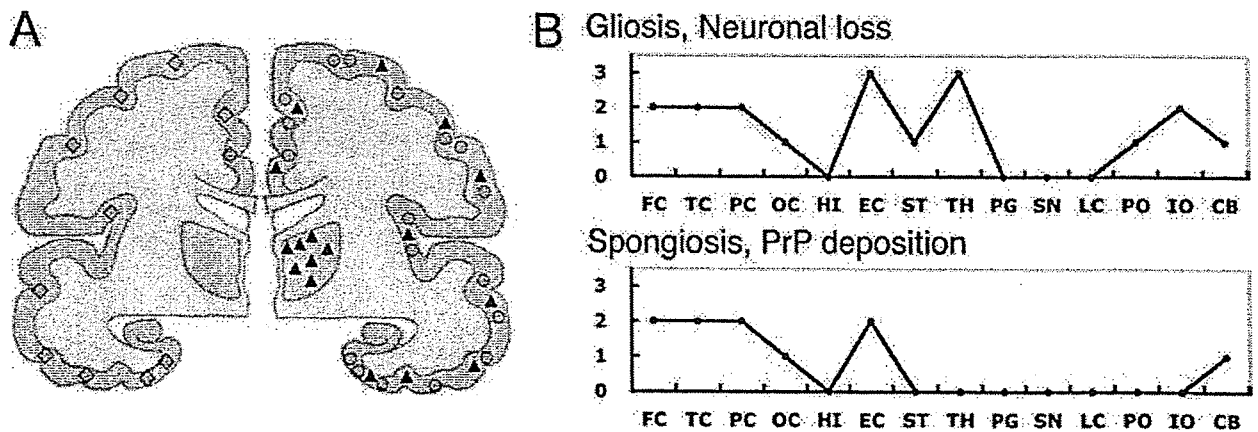 A
B Gliosis, Neuronal loss
3
2
1
0
FC TC PC OC HI EC ST TH PG SN LC PO IO CB
Spongiosis, PrP deposition
3
2
1
0
FC TC PC OC HI EC ST TH PG SN LC PO IO CB